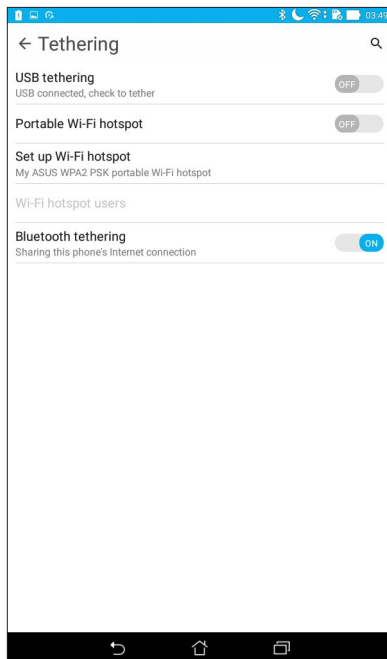 03:49
Tethering
USB tethering
USB connected, check to tether
OFF
Portable Wi-Fi hotspot
OFF
Set up Wi-Fi hotspot
My ASUS WPA2 PSK portable Wi-Fi hotspot
Wi-Fi hotspot users
Bluetooth tethering
Sharing this phone's Internet connection
ON